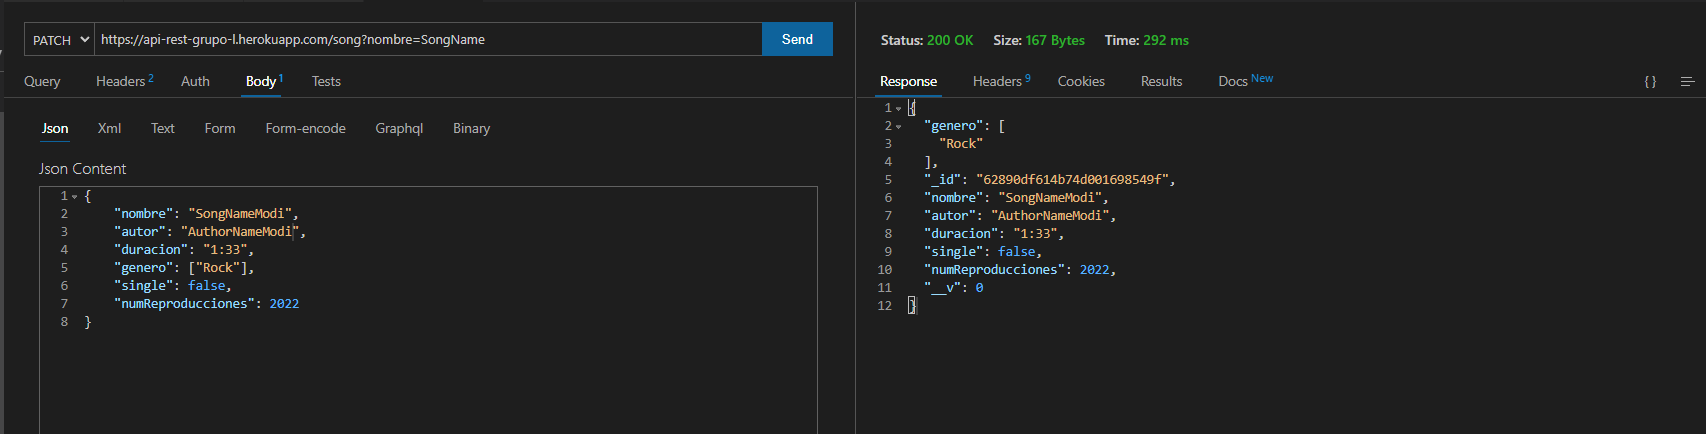 PATCH https://api-rest-grupo-l.herokuapp.com/song?nombre=SongName Send
Query Headers 2 Auth Body 1 Tests
Json Xml Text Form Form-encode Graphql Binary
Json Content
1 {
2 "nombre": "SongNameModi",
3 "autor": "AuthorNameModi",
4 "duracion": "1:33",
5 "genero": ["Rock"],
6 "single": false,
7 "numReproducciones": 2022
8 }
Status: 200 OK Size: 167 Bytes Time: 292 ms
Response Headers 9 Cookies Results Docs New {}
1 {
2 "genero": [
3 "Rock"
4 ],
5 "_id": "62890df614b74d001698549f",
6 "nombre": "SongNameModi",
7 "autor": "AuthorNameModi",
8 "duracion": "1:33",
9 "single": false,
10 "numReproducciones": 2022,
11 "__v": 0
12 }